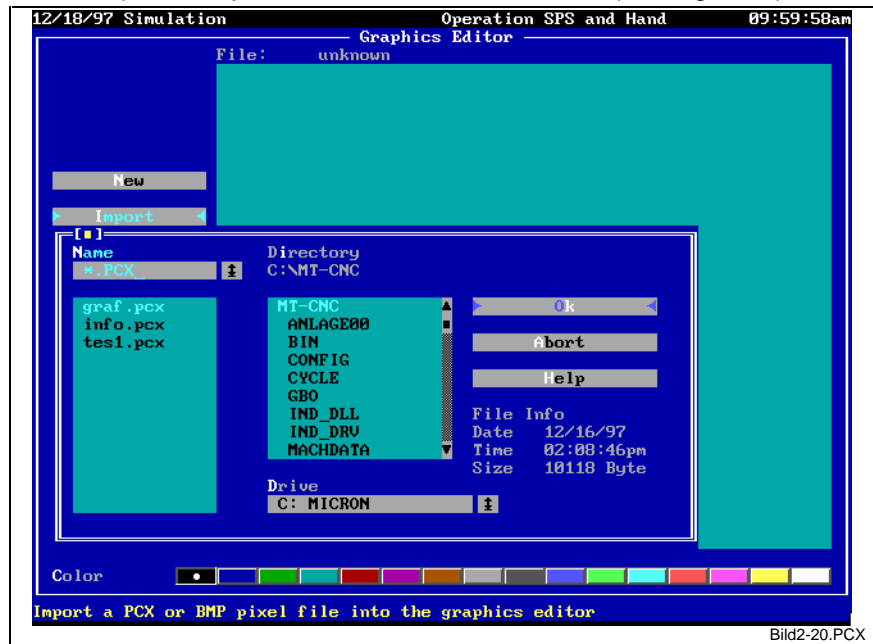 12/18/97 Simulation Operation SPS and Hand 09:59:58am
Graphics Editor
File: unknown
New
Import
[■]
Name Directory
*.PCX_ C:\MT-CNC
graf.pcx MT-CNC Ok
info.pcx ANLAGE00
tes1.pcx BIN Abort
CONFIG
CYCLE Help
GBO
IND_DLL File Info
IND_DRV Date 12/16/97
MACHDATA Time 02:08:46pm
Size 10118 Byte
Drive
C: MICRON
Color
Import a PCX or BMP pixel file into the graphics editor
Bild2-20.PCX